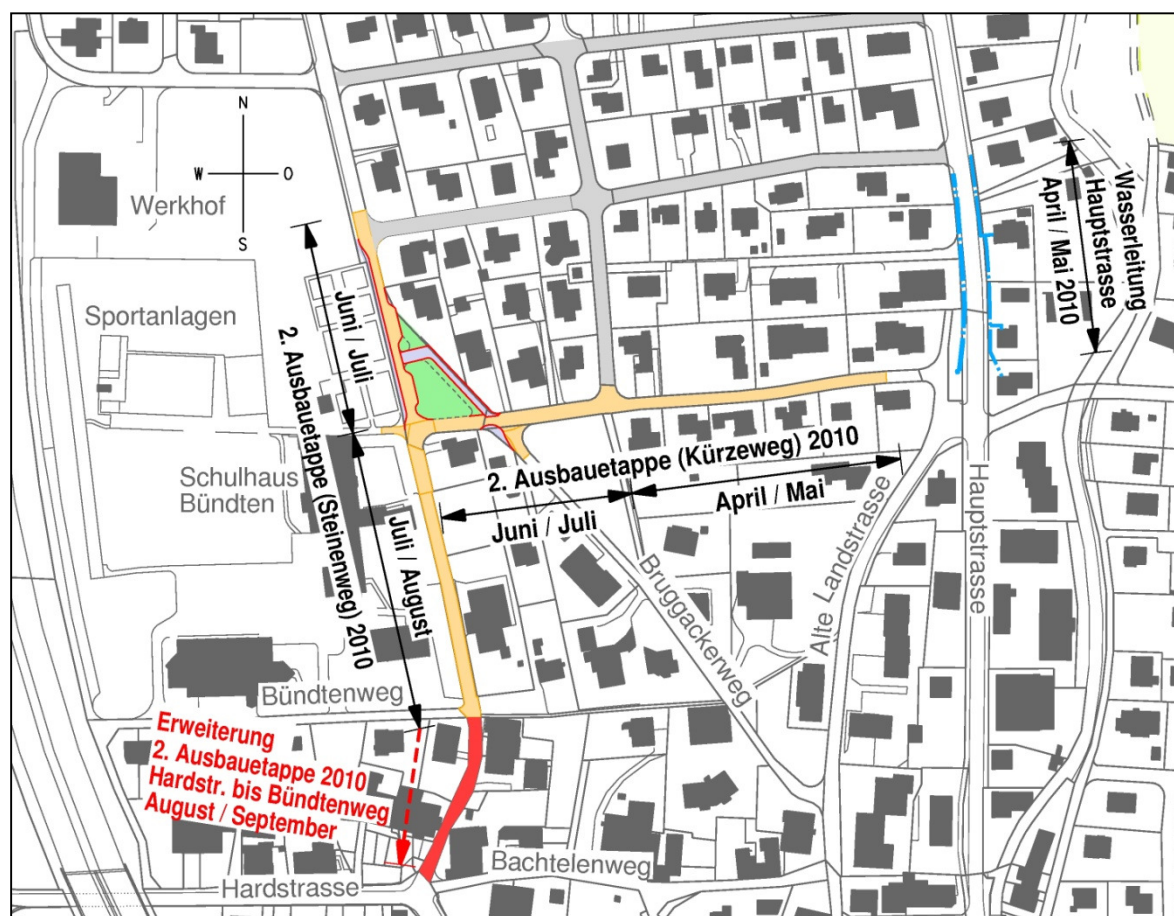 N
W
O
S
Werkhof
Sportanlagen
Schulhaus
Bündten
Juni / Juli
2. Ausbauetappe (Steinenweg) 2010
Juli / August
Wasserleitung
Hauptstrasse
April / Mai 2010
2. Ausbauetappe (Kürzeweg) 2010
Juni / Juli
April / Mai
Bruggackerweg
Alte Landstrasse
Hauptstrasse
Bündtenweg
Erweiterung
2. Ausbauetappe 2010
Hardstr. bis Bündtenweg
August / September
Bachtelenweg
Hardstrasse